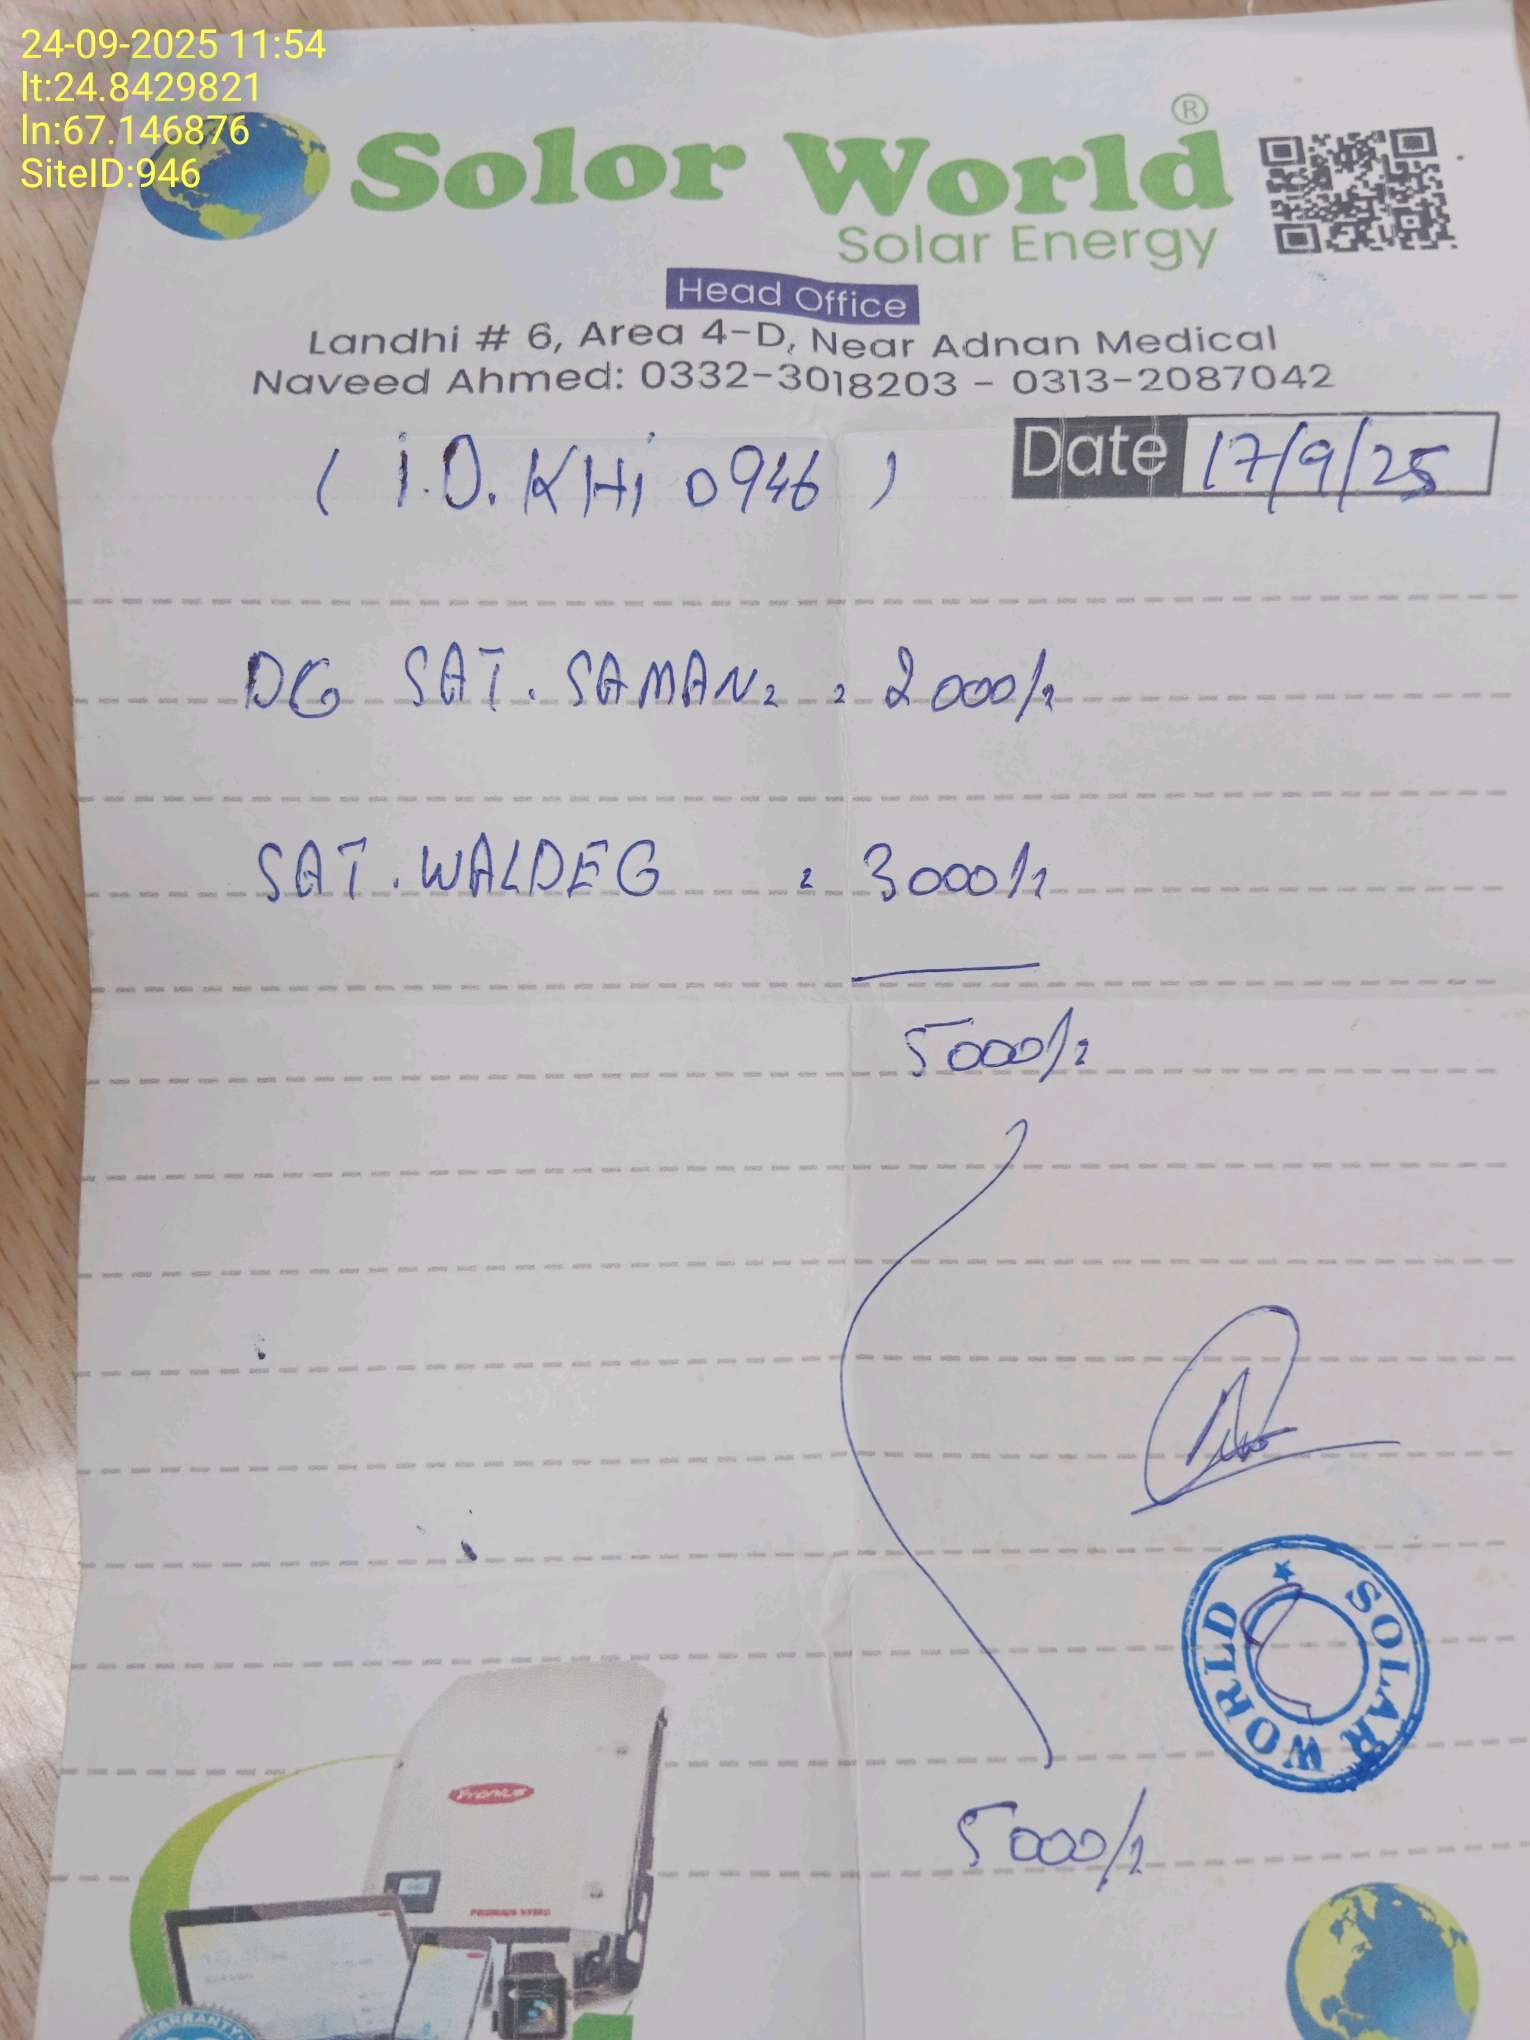 24-09-2025 11:54
lt:24.8429821
ln:67.146876
SiteID:946
Solor World ®
Solar Energy
Head Office
Landhi # 6, Area 4-D, Near Adnan Medical
Naveed Ahmed: 0332-3018203 - 0313-2087042
Date 17/9/25
( i.D. KHi 0946 )
DG SAT. SAMAN = = 2000/=
SAT. WALDEG = 3000/=
5000/=
SOLAR WORLD
5000/=
Fronius
WARRANTY